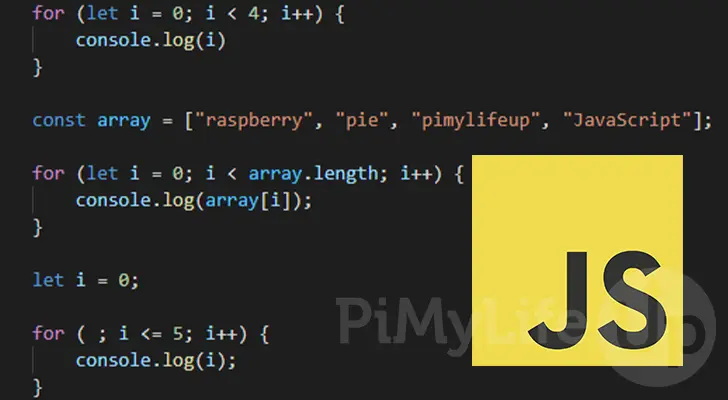 for (let i = 0; i < 4; i++) {
    console.log(i)
}

const array = ["raspberry", "pie", "pimylifeup", "JavaScript"];

for (let i = 0; i < array.length; i++) {
    console.log(array[i]);
}

let i = 0;

for ( ; i <= 5; i++) {
    console.log(i);
}
JS
PiMyLifeUp